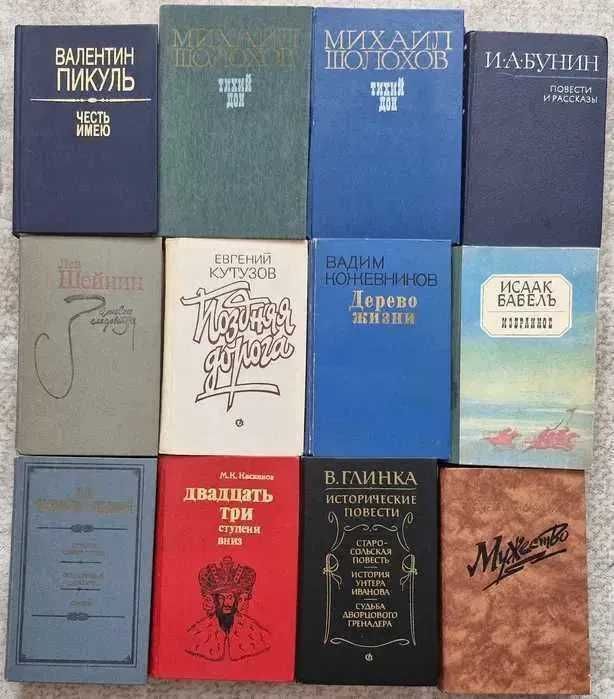 ВАЛЕНТИН
ПИКУЛЬ
ЧЕСТЬ
ИМЕЮ
МИХАИЛ
ШОЛОХОВ
ТИХИЙ
ДОН
МИХАИЛ
ШОЛОХОВ
ТИХИЙ
ДОН
И·А·БУНИН
ПОВЕСТИ
И РАССКАЗЫ
Лев
Шейнин
Записки
следователя
ЕВГЕНИЙ
КУТУЗОВ
Поздняя
дорога
ВАДИМ
КОЖЕВНИКОВ
Дерево
жизни
ИСААК
БАБЕЛЬ
ИЗБРАННОЕ
М. К. Касвинов
ДВАДЦАТЬ
ТРИ
СТУПЕНИ
ВНИЗ
В. ГЛИНКА
ИСТОРИЧЕСКИЕ
ПОВЕСТИ
СТАРО-
СОЛЬСКАЯ
ПОВЕСТЬ
ИСТОРИЯ
УНТЕРА
ИВАНОВА
СУДЬБА
ДВОРЦОВОГО
ГРЕНАДЕРА
Мужество